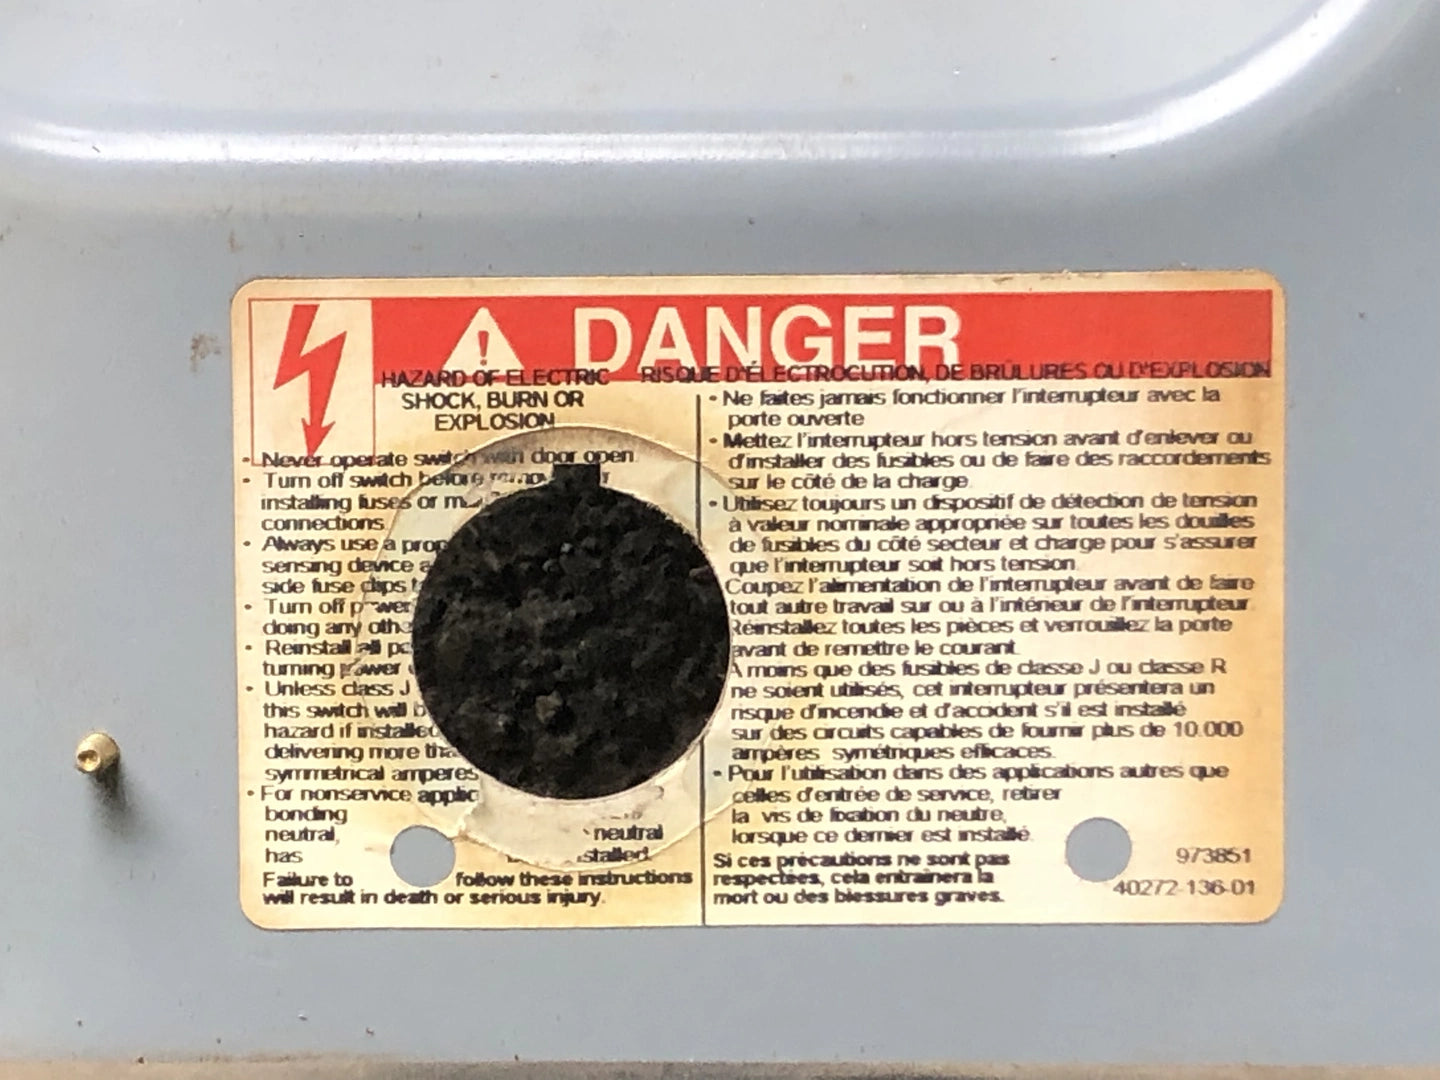 DANGER
HAZARD OF ELECTRIC
SHOCK, BURN OR
EXPLOSION
• Never operate switch with door open
• Turn off switch before
installing fuses or
connections.
• Always use a
sensing device
side fuse clips
• Turn off power
doing any
• Reinstall all
turning power
• Unless class J
this switch will
hazard if installed
delivering more
symmetrical amperes
• For nonservice
bonding
neutral, neutral
has installed.
Failure to follow these instructions
will result in death or serious injury.
RISQUE D'ÉLECTROCUTION, DE BRÛLURES OU D'EXPLOSION
• Ne faites jamais fonctionner l'interrupteur avec la
porte ouverte
• Mettez l'interrupteur hors tension avant d'enlever ou
d'installer des fusibles ou de faire des raccordements
sur le côté de la charge.
• Utilisez toujours un dispositif de détection de tension
à valeur nominale appropriée sur toutes les douilles
de fusibles du côté secteur et charge pour s'assurer
que l'interrupteur soit hors tension.
Coupez l'alimentation de l'interrupteur avant de faire
tout autre travail sur ou à l'intérieur de l'interrupteur.
Réinstallez toutes les pièces et verrouillez la porte
avant de remettre le courant.
À moins que des fusibles de classe J ou classe R
ne soient utilisés, cet interrupteur présentera un
risque d'incendie et d'accident s'il est installé
sur des circuits capables de fournir plus de 10.000
ampères symétriques efficaces.
• Pour l'utilisation dans des applications autres que
celles d'entrée de service, retirer
la vis de fixation du neutre,
lorsque ce dernier est installé.
Si ces précautions ne sont pas
respectées, cela entraînera la
mort ou des blessures graves.
973851
40272-136-01